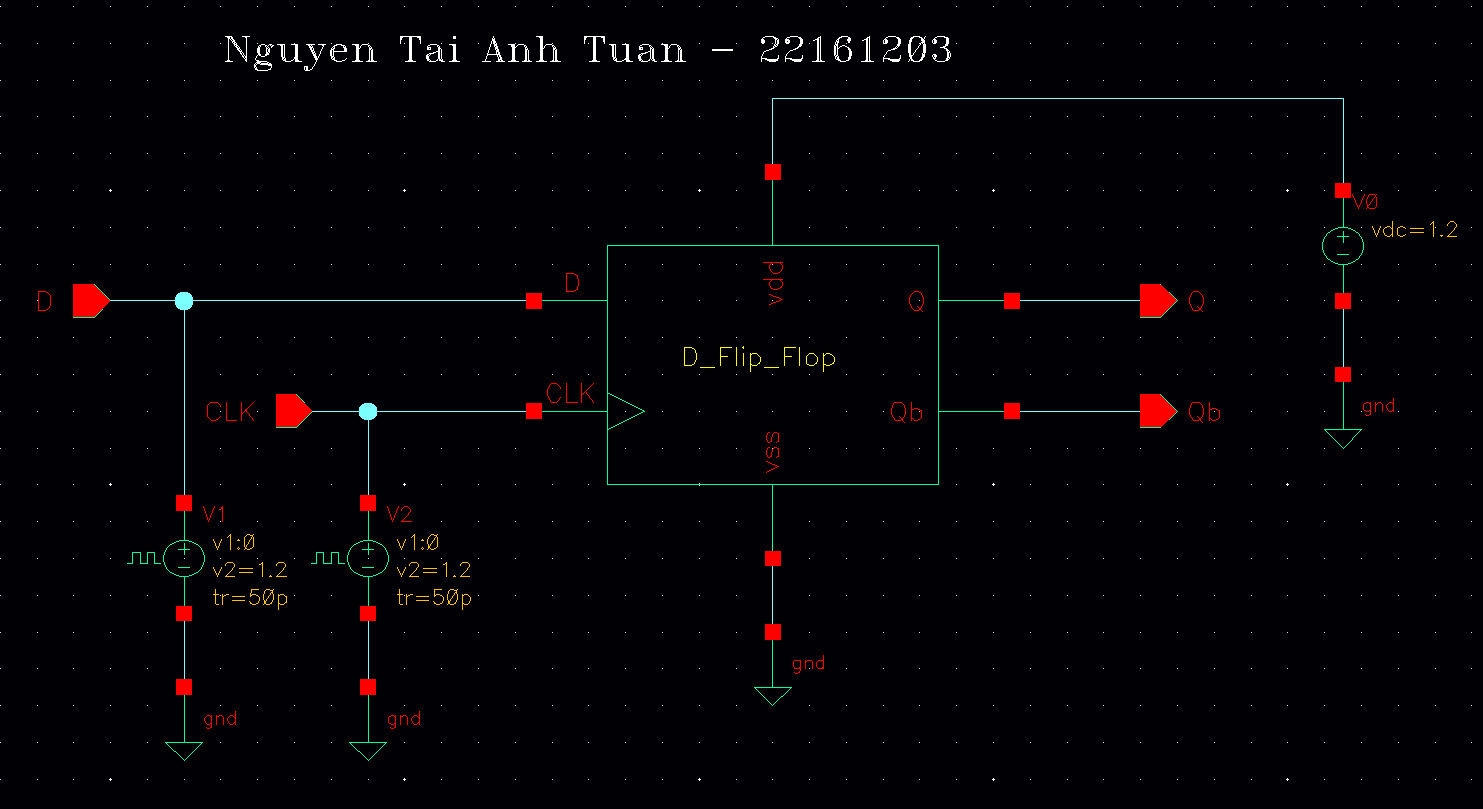 Nguyen Tai Anh Tuan - 22161203
V0
vdc=1.2
D
D
vdd
Q
Q
D_Flip_Flop
CLK
CLK
Qb
Qb
gnd
vss
V1
v1:0
v2=1.2
tr=50p
V2
v1:0
v2=1.2
tr=50p
gnd
gnd
gnd